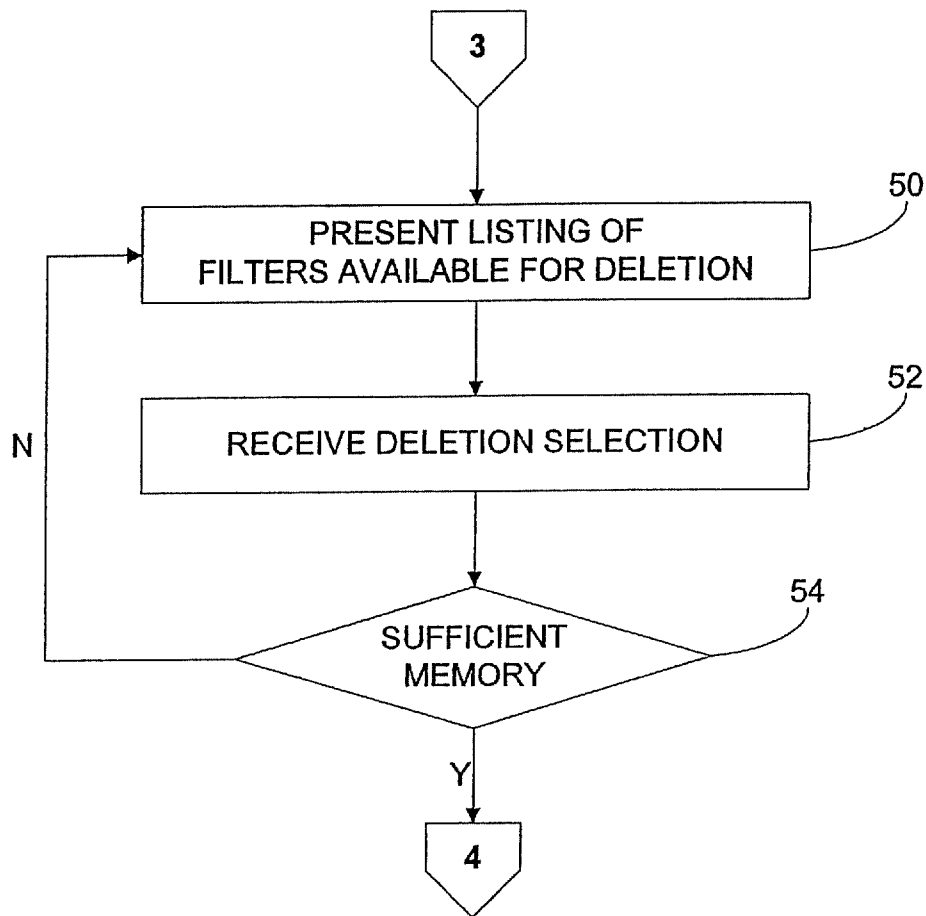 3
50
PRESENT LISTING OF
FILTERS AVAILABLE FOR DELETION
52
RECEIVE DELETION SELECTION
N
54
SUFFICIENT
MEMORY
Y
4